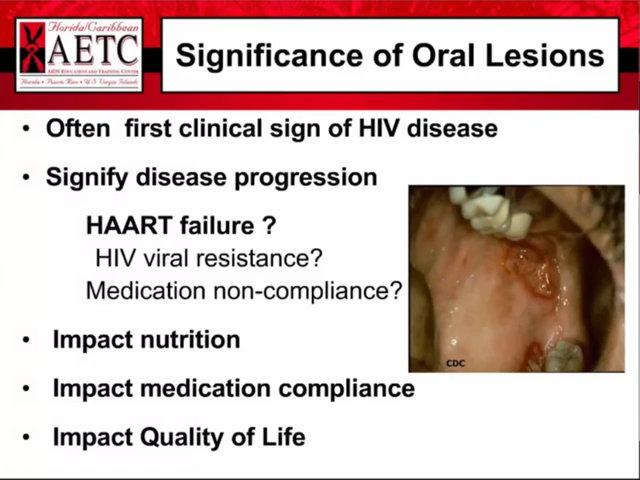 Florida/Caribbean
AETC
AIDS EDUCATION AND TRAINING CENTER
Florida • Puerto Rico • U.S. Virgin Islands
Significance of Oral Lesions
• Often first clinical sign of HIV disease
• Signify disease progression
HAART failure ?
HIV viral resistance?
Medication non-compliance?
CDC
• Impact nutrition
• Impact medication compliance
• Impact Quality of Life